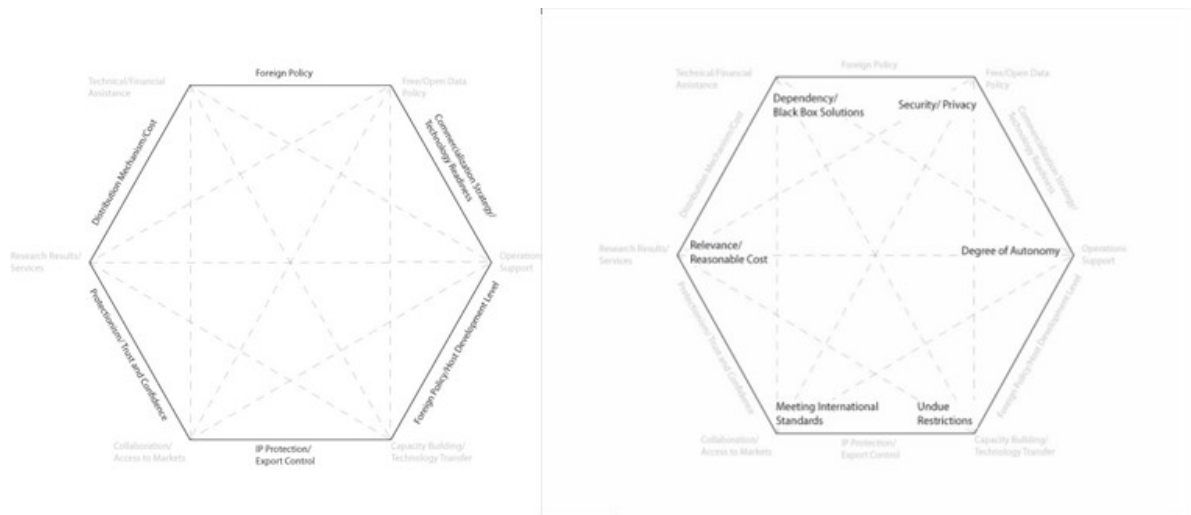 Foreign Policy
Technical/Financial
Assistance
Free/Open Data
Policy
Distribution Mechanism/Cost
Commercialization Strategy/
Technology Readiness
Research Results/
Services
Operations
Support
Protectionism/ Trust and Confidence
Foreign Policy/Host Development Level
Collaboration/
Access to Markets
IP Protection/
Export Control
Capacity Building/
Technology Transfer
Foreign Policy
Technical/Financial
Assistance
Free/Open Data
Policy
Dependency/
Black Box Solutions
Security/ Privacy
Distribution Mechanism/Cost
Commercialization Strategy/
Technology Readiness
Research Results/
Services
Relevance/
Reasonable Cost
Degree of Autonomy
Operations
Support
Protectionism/ Trust and Confidence
Foreign Policy/Host Development Level
Meeting International
Standards
Undue
Restrictions
Collaboration/
Access to Markets
IP Protection/
Export Control
Capacity Building/
Technology Transfer